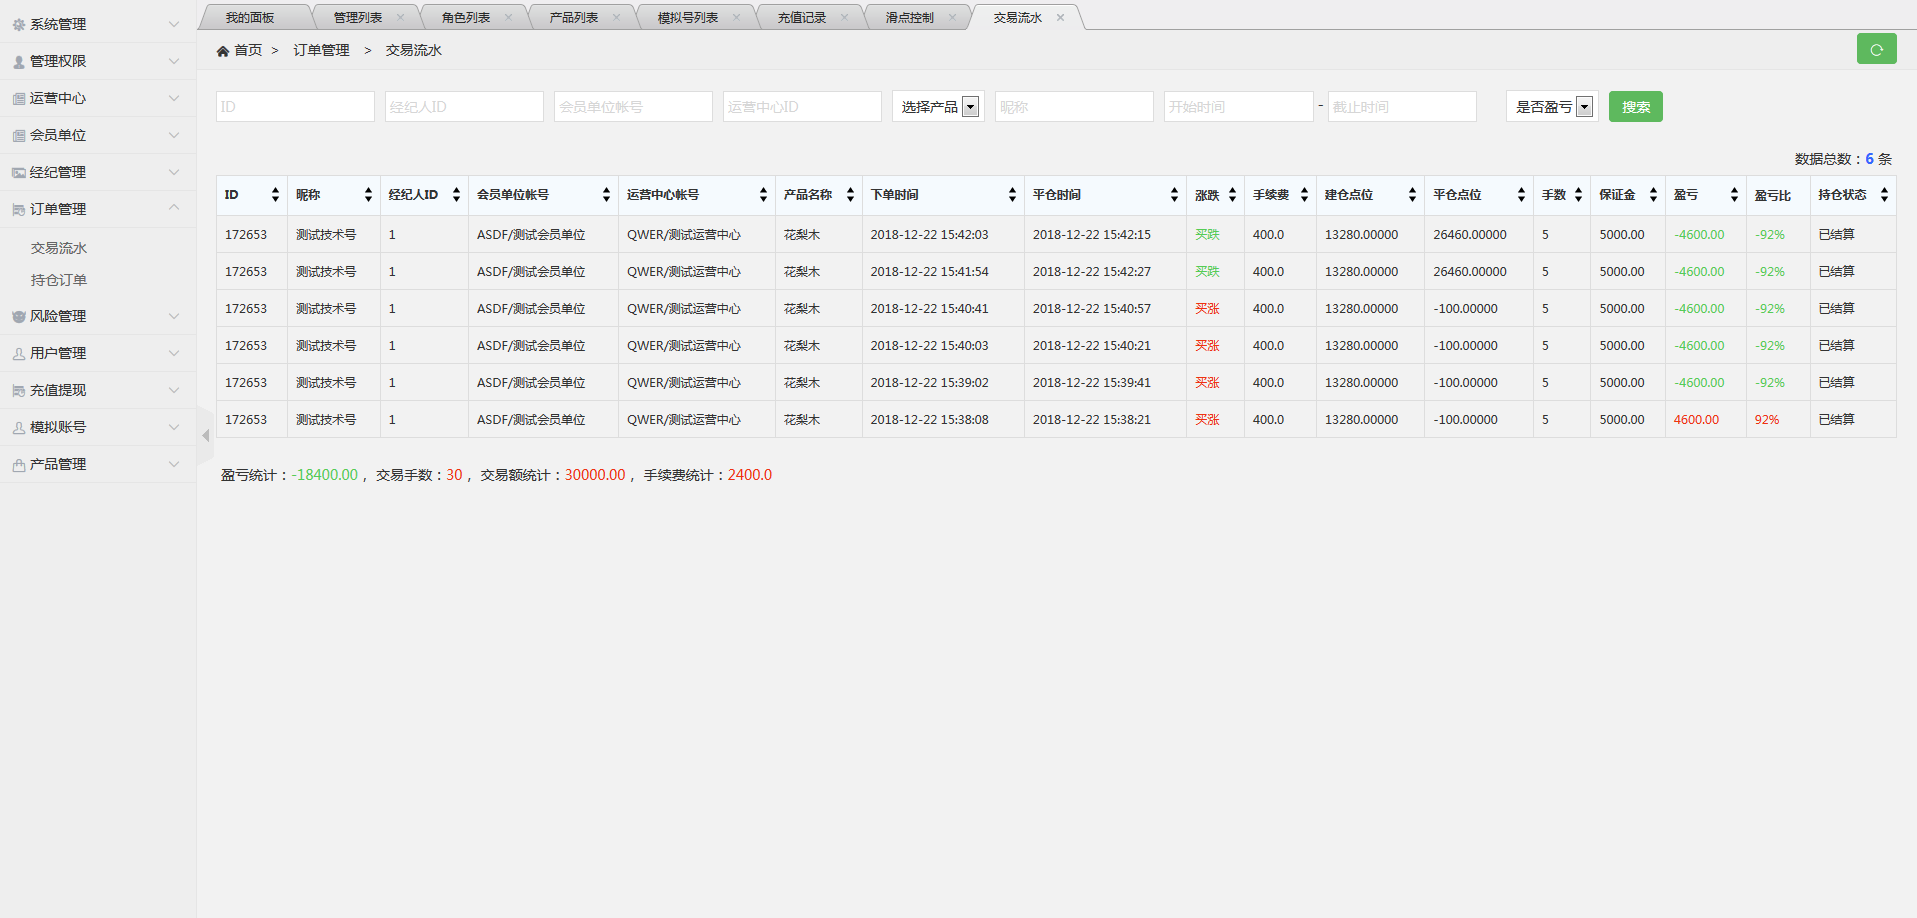 我的面板 管理列表 × 角色列表 × 产品列表 × 模拟号列表 × 充值记录 × 滑点控制 × 交易流水 ×
系统管理
管理权限
运营中心
会员单位
经纪管理
订单管理
交易流水
持仓订单
风险管理
用户管理
充值提现
模拟账号
产品管理
首页 > 订单管理 > 交易流水
ID 经纪人ID 会员单位帐号 运营中心ID 选择产品 昵称 开始时间 - 截止时间 是否盈亏 搜索
数据总数：6 条
ID 昵称 经纪人ID 会员单位帐号 运营中心帐号 产品名称 下单时间 平仓时间 涨跌 手续费 建仓点位 平仓点位 手数 保证金 盈亏 盈亏比 持仓状态
172653 测试技术号 1 ASDF/测试会员单位 QWER/测试运营中心 花梨木 2018-12-22 15:42:03 2018-12-22 15:42:15 买跌 400.0 13280.00000 26460.00000 5 5000.00 -4600.00 -92% 已结算
172653 测试技术号 1 ASDF/测试会员单位 QWER/测试运营中心 花梨木 2018-12-22 15:41:54 2018-12-22 15:42:27 买跌 400.0 13280.00000 26460.00000 5 5000.00 -4600.00 -92% 已结算
172653 测试技术号 1 ASDF/测试会员单位 QWER/测试运营中心 花梨木 2018-12-22 15:40:41 2018-12-22 15:40:57 买涨 400.0 13280.00000 -100.00000 5 5000.00 -4600.00 -92% 已结算
172653 测试技术号 1 ASDF/测试会员单位 QWER/测试运营中心 花梨木 2018-12-22 15:40:03 2018-12-22 15:40:21 买涨 400.0 13280.00000 -100.00000 5 5000.00 -4600.00 -92% 已结算
172653 测试技术号 1 ASDF/测试会员单位 QWER/测试运营中心 花梨木 2018-12-22 15:39:02 2018-12-22 15:39:41 买涨 400.0 13280.00000 -100.00000 5 5000.00 -4600.00 -92% 已结算
172653 测试技术号 1 ASDF/测试会员单位 QWER/测试运营中心 花梨木 2018-12-22 15:38:08 2018-12-22 15:38:21 买涨 400.0 13280.00000 -100.00000 5 5000.00 4600.00 92% 已结算
盈亏统计：-18400.00 ，交易手数：30 ，交易额统计：30000.00 ，手续费统计：2400.0